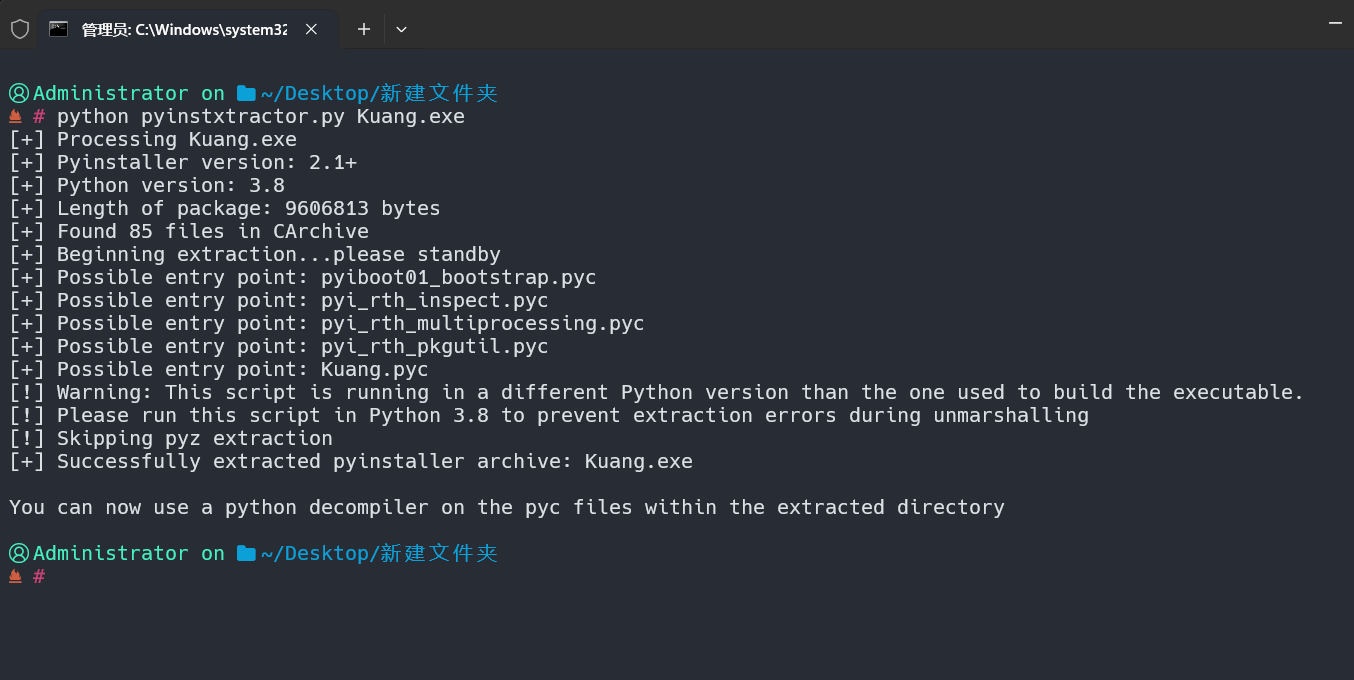 管理员: C:\Windows\system32
Administrator on ~/Desktop/新建文件夹
# python pyinstxtractor.py Kuang.exe
[+] Processing Kuang.exe
[+] Pyinstaller version: 2.1+
[+] Python version: 3.8
[+] Length of package: 9606813 bytes
[+] Found 85 files in CArchive
[+] Beginning extraction...please standby
[+] Possible entry point: pyiboot01_bootstrap.pyc
[+] Possible entry point: pyi_rth_inspect.pyc
[+] Possible entry point: pyi_rth_multiprocessing.pyc
[+] Possible entry point: pyi_rth_pkgutil.pyc
[+] Possible entry point: Kuang.pyc
[!] Warning: This script is running in a different Python version than the one used to build the executable.
[!] Please run this script in Python 3.8 to prevent extraction errors during unmarshalling
[!] Skipping pyz extraction
[+] Successfully extracted pyinstaller archive: Kuang.exe
You can now use a python decompiler on the pyc files within the extracted directory
Administrator on ~/Desktop/新建文件夹
#